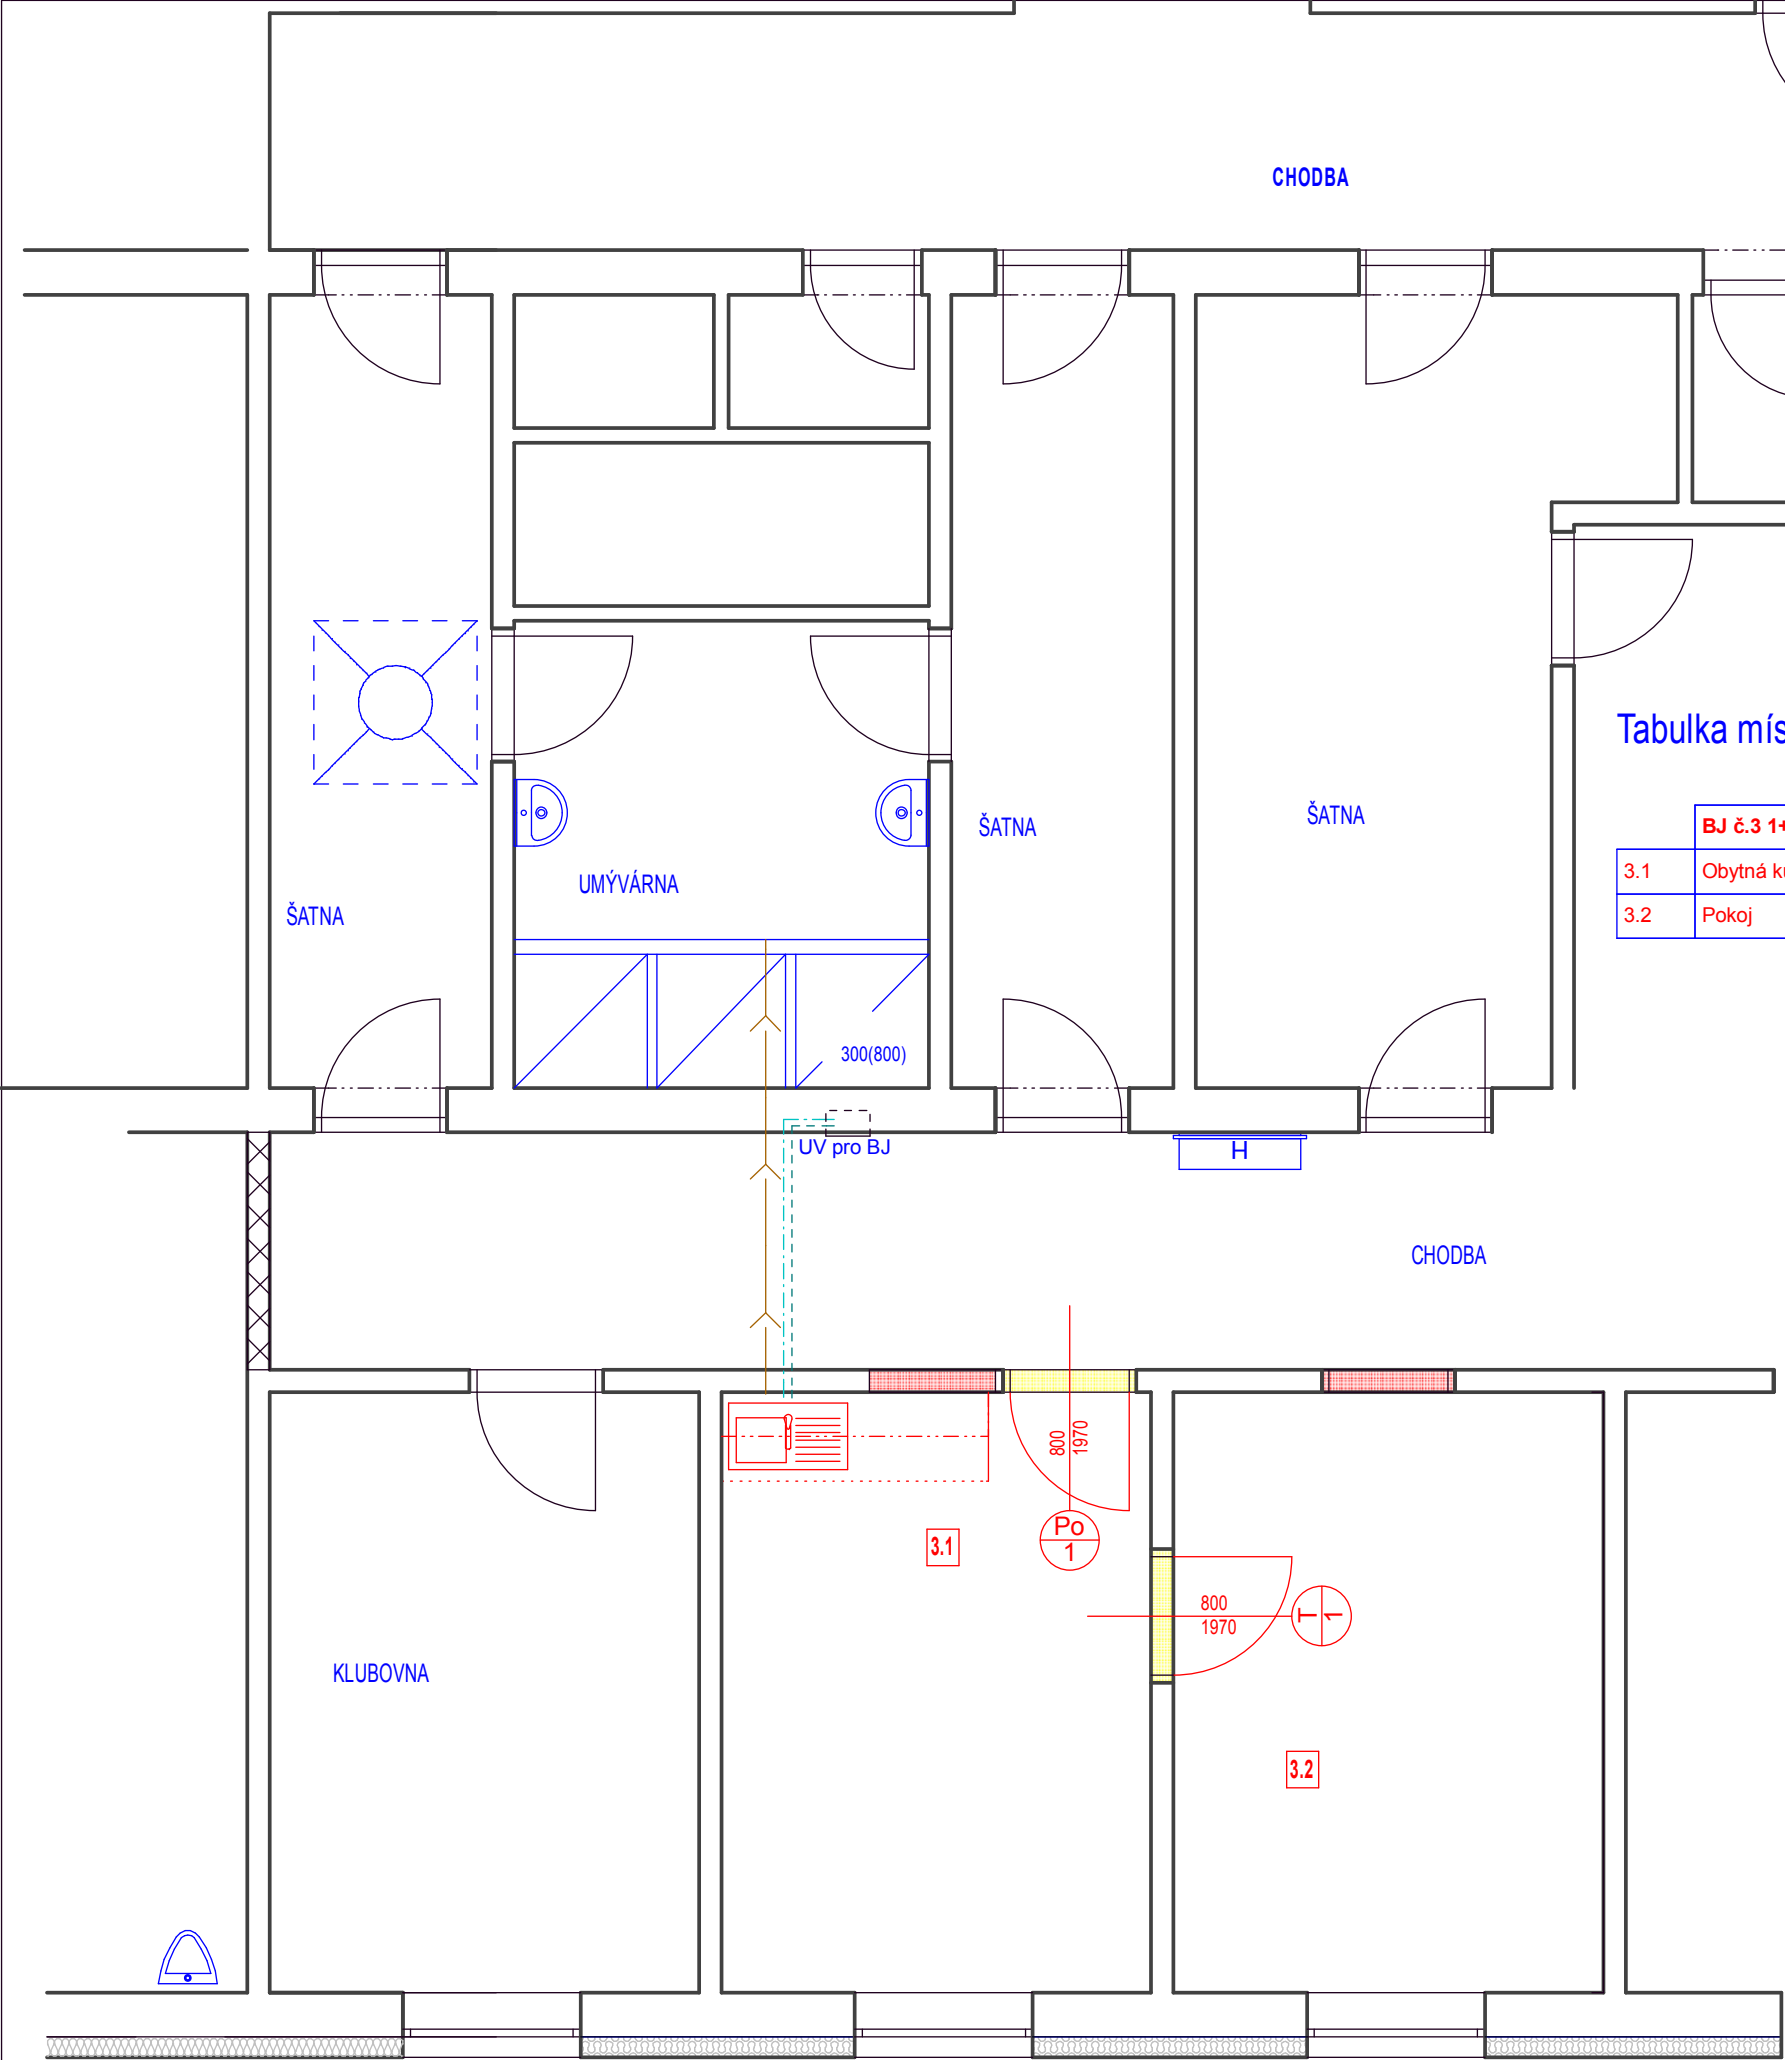 CHODBA
Tabulka mís
ŠATNA
ŠATNA
BJ č.3 1+
3.1 Obytná ku
3.2 Pokoj
UMÝVÁRNA
ŠATNA
300(800)
UV pro BJ
H
CHODBA
800
1970
Po
1
3.1
800
1970
T
1
KLUBOVNA
3.2